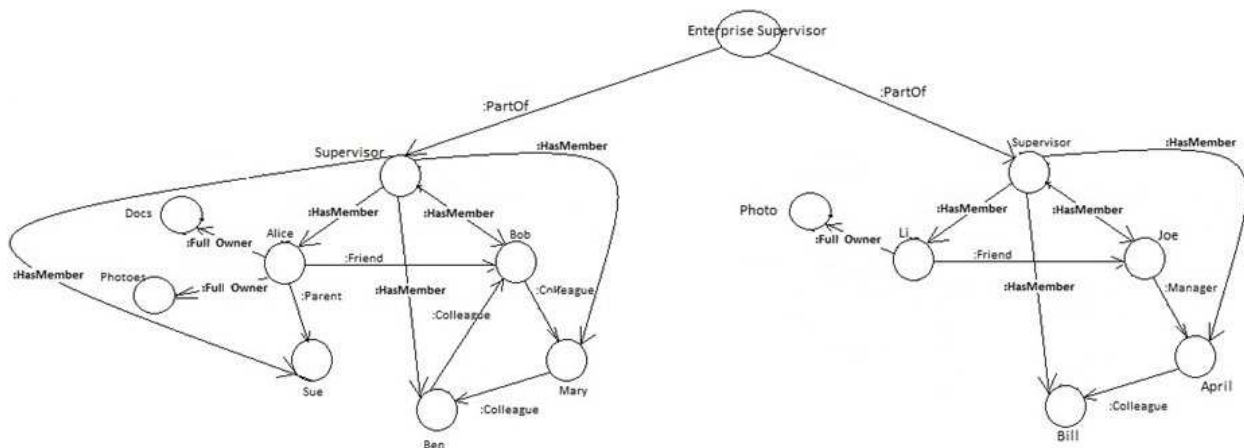 Enterprise Supervisor
:PartOf
:PartOf
Supervisor
:HasMember
Supervisor
:HasMember
Docs
:HasMember
:HasMember
Photo
:HasMember
:HasMember
Alice
Bob
Li
Joe
:Full Owner
:Full Owner
:Friend
:Friend
:HasMember
Photoes
:Full Owner
:Parent
:HasMember
:Colleague
:HasMember
:Manager
:Colleague
Sue
Mary
April
:Colleague
:Colleague
Ben
Bill